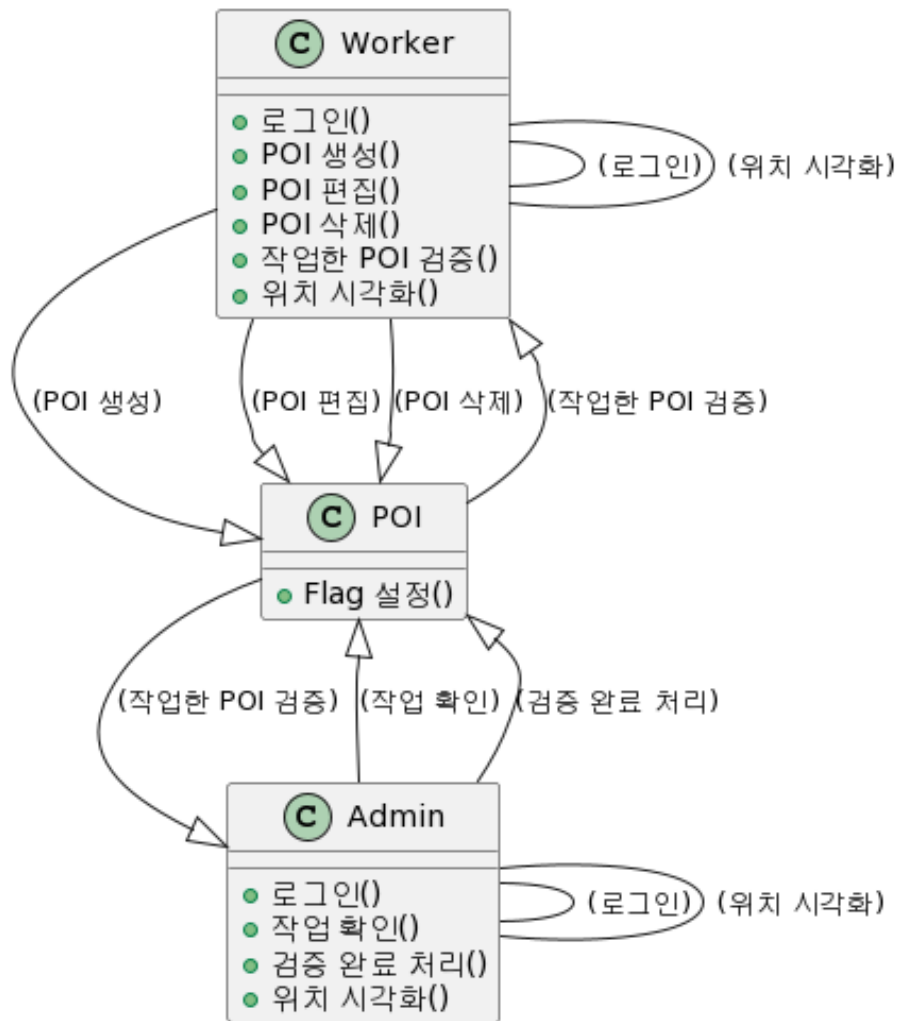 C Worker
로그인()
POI 생성()
POI 편집()
POI 삭제()
작업한 POI 검증()
위치 시각화()
(로그인)
(위치 시각화)
(POI 생성)
(POI 편집)
(POI 삭제)
(작업한 POI 검증)
C POI
Flag 설정()
(작업한 POI 검증)
(작업 확인)
(검증 완료 처리)
C Admin
로그인()
작업 확인()
검증 완료 처리()
위치 시각화()
(로그인)
(위치 시각화)